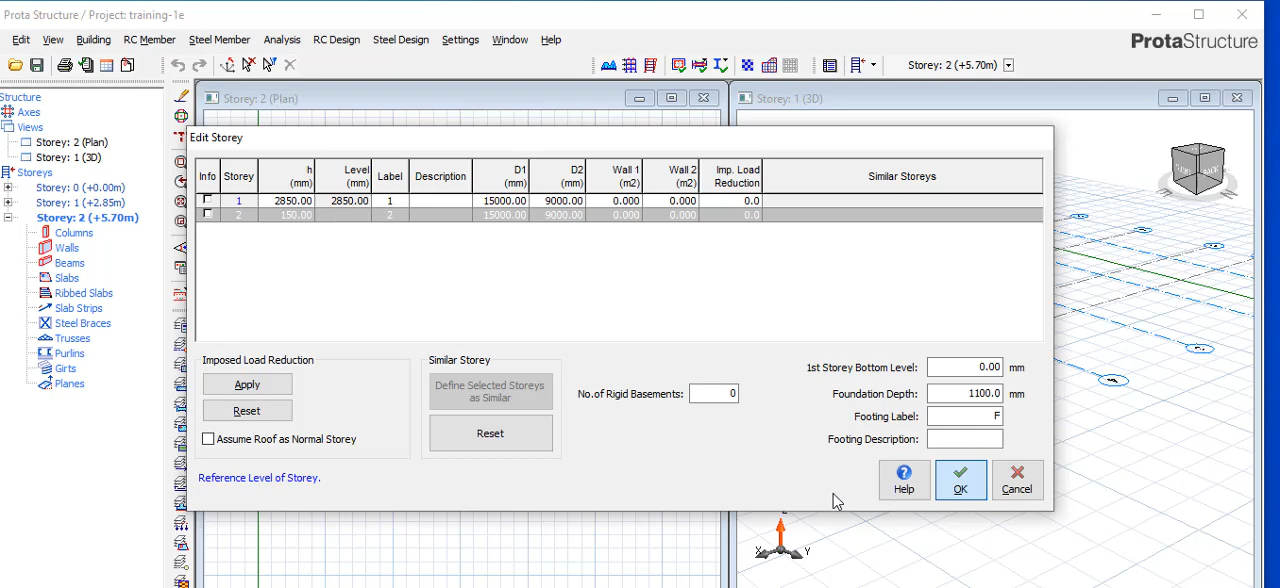 Prota Structure / Project: training-1e
Edit View Building RC Member Steel Member Analysis RC Design Steel Design Settings Window Help
ProtaStructure
Storey: 2 (+5.70m)
Structure
Axes
Views
Storey: 2 (Plan)
Storey: 1 (3D)
Storeys
Storey: 0 (+0.00m)
Storey: 1 (+2.85m)
Storey: 2 (+5.70m)
Columns
Walls
Beams
Slabs
Ribbed Slabs
Slab Strips
Steel Braces
Trusses
Purlins
Girts
Planes
Storey: 2 (Plan)
Storey: 1 (3D)
BACK
Edit Storey
Info Storey h (mm) Level (mm) Label Description D1 (mm) D2 (mm) Wall 1 (m2) Wall 2 (m2) Imp. Load Reduction Similar Storeys
1 2850.00 2850.00 1 15000.00 9000.00 0.000 0.000 0.0
2 150.00 2 15000.00 9000.00 0.000 0.000 0.0
Imposed Load Reduction
Apply
Reset
Assume Roof as Normal Storey
Similar Storey
Define Selected Storeys
as Similar
Reset
No.of Rigid Basements: 0
1st Storey Bottom Level: 0.00 mm
Foundation Depth: 1100.0 mm
Footing Label: F
Footing Description:
Reference Level of Storey.
Help OK Cancel
X Y